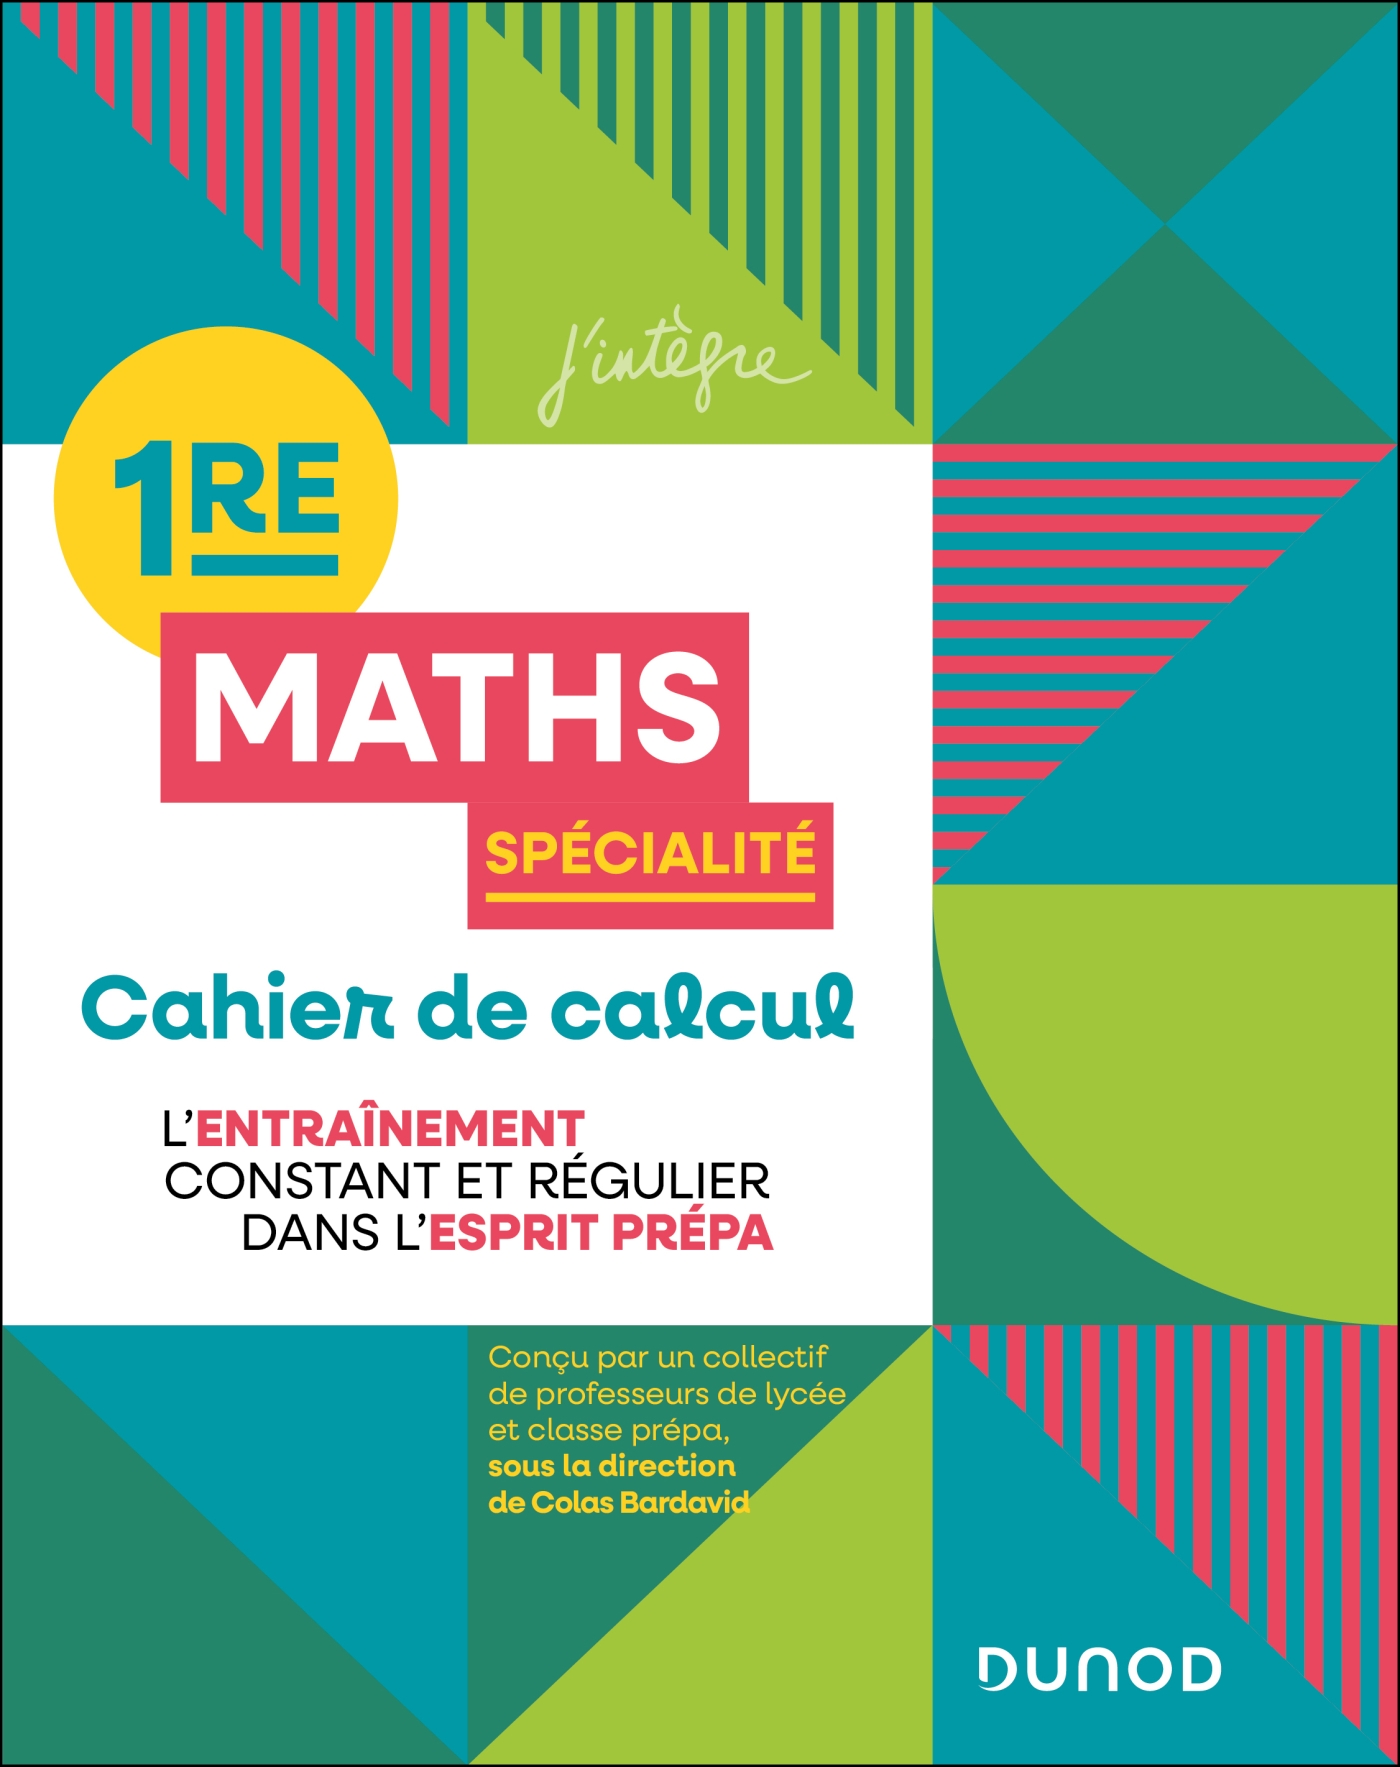 J'intègre
1RE
MATHS
SPÉCIALITÉ
Cahier de calcul
L'ENTRAÎNEMENT
CONSTANT ET RÉGULIER
DANS L'ESPRIT PRÉPA
Conçu par un collectif
de professeurs de lycée
et classe prépa,
sous la direction
de Colas Bardavid
DUNOD